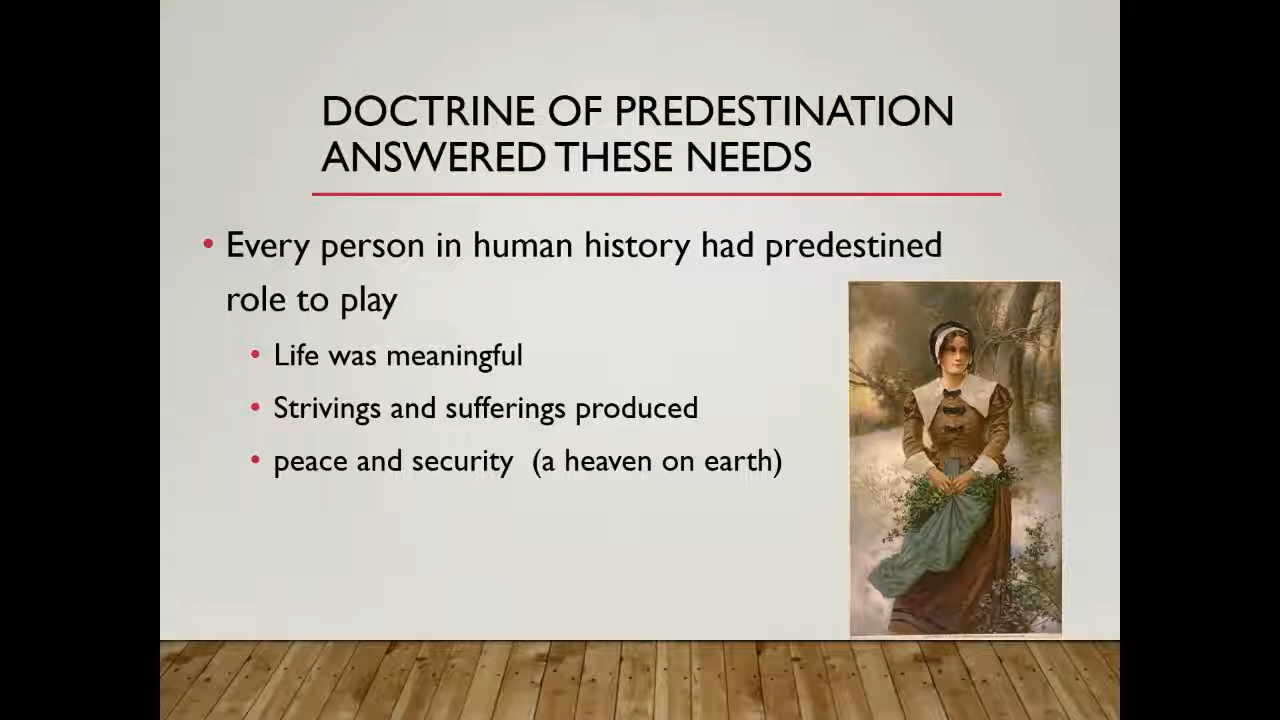 DOCTRINE OF PREDESTINATION
ANSWERED THESE NEEDS
• Every person in human history had predestined
role to play
• Life was meaningful
• Strivings and sufferings produced
• peace and security (a heaven on earth)